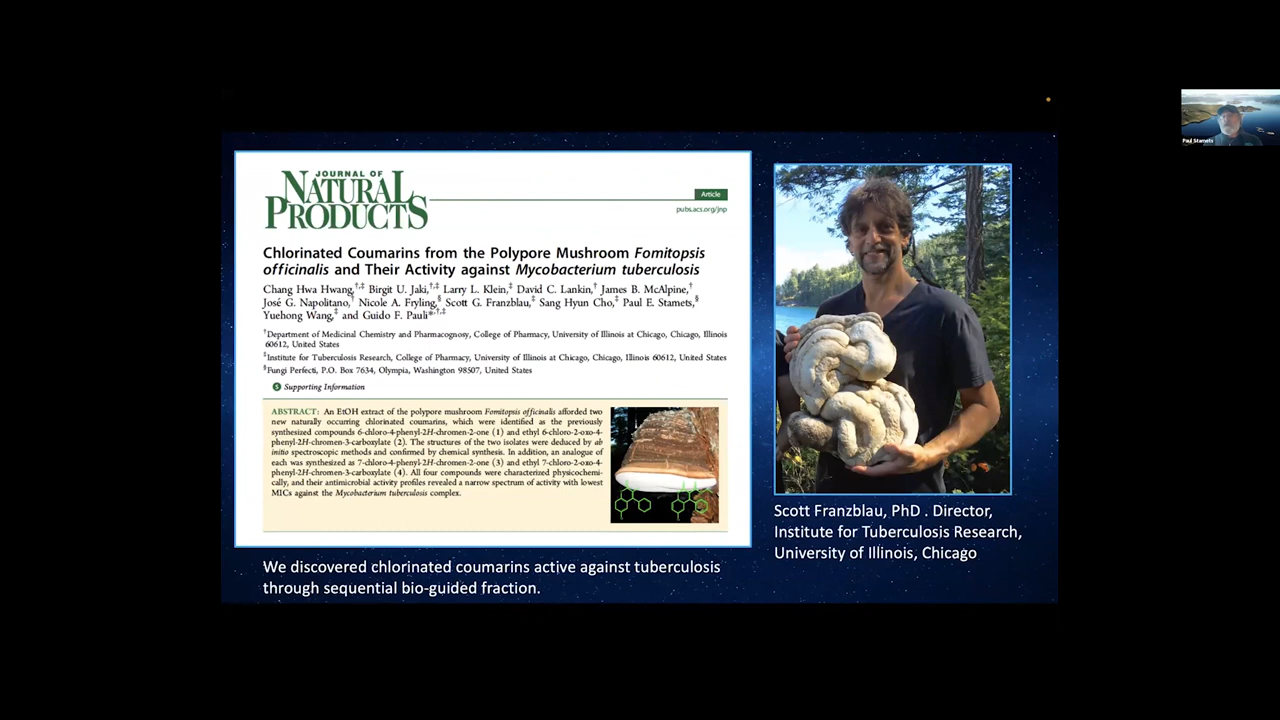 JOURNAL OF
NATURAL
PRODUCTS
Article
pubs.acs.org/jnp
Chlorinated Coumarins from the Polypore Mushroom Fomitopsis
officinalis and Their Activity against Mycobacterium tuberculosis
Chang Hwa Hwang,†,‡ Birgit U. Jaki,†,‡ Larry L. Klein,‡ David C. Lankin,† James B. McAlpine,†
José G. Napolitano,† Nicole A. Fryling,§ Scott G. Franzblau,‡ Sang Hyun Cho,‡ Paul E. Stamets,§
Yuehong Wang,‡ and Guido F. Pauli*,†,‡
†Department of Medicinal Chemistry and Pharmacognosy, College of Pharmacy, University of Illinois at Chicago, Chicago, Illinois
60612, United States
‡Institute for Tuberculosis Research, College of Pharmacy, University of Illinois at Chicago, Chicago, Illinois 60612, United States
§Fungi Perfecti, P.O. Box 7634, Olympia, Washington 98507, United States
S Supporting Information
ABSTRACT: An EtOH extract of the polypore mushroom Fomitopsis officinalis afforded two
new naturally occurring chlorinated coumarins, which were identified as the previously
synthesized compounds 6-chloro-4-phenyl-2H-chromen-2-one (1) and ethyl 6-chloro-2-oxo-4-
phenyl-2H-chromen-3-carboxylate (2). The structures of the two isolates were deduced by ab
initio spectroscopic methods and confirmed by chemical synthesis. In addition, an analogue of
each was synthesized as 7-chloro-4-phenyl-2H-chromen-2-one (3) and ethyl 7-chloro-2-oxo-4-
phenyl-2H-chromen-3-carboxylate (4). All four compounds were characterized physicochemi-
cally, and their antimicrobial activity profiles revealed a narrow spectrum of activity with lowest
MICs against the Mycobacterium tuberculosis complex.
We discovered chlorinated coumarins active against tuberculosis
through sequential bio-guided fraction.
Scott Franzblau, PhD . Director,
Institute for Tuberculosis Research,
University of Illinois, Chicago
Paul Stamets